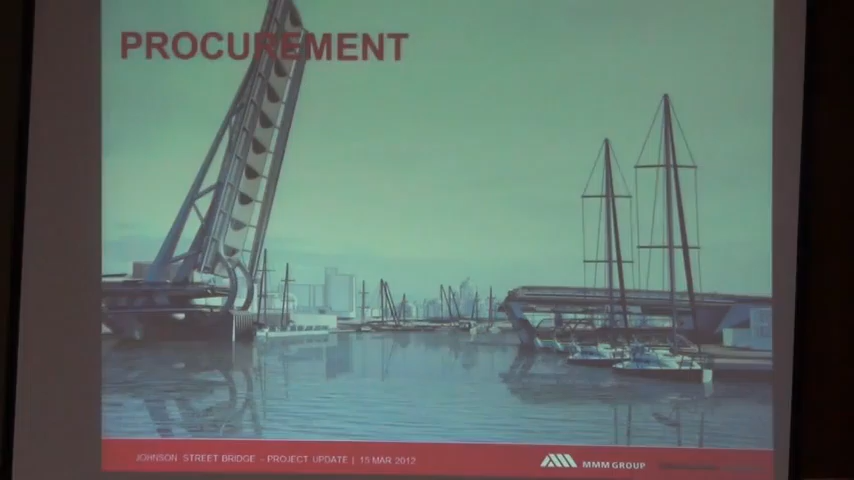 PROCUREMENT
JOHNSON STREET BRIDGE – PROJECT UPDATE | 15 MAR 2012
MMM GROUP